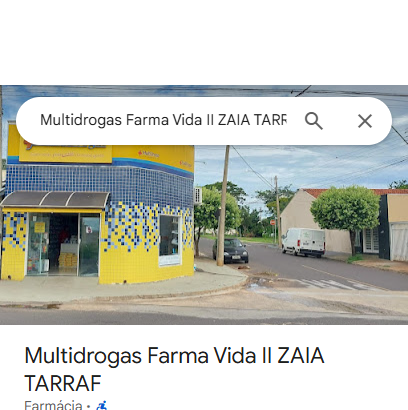 Multidrogas Farma Vida II ZAIA TARR
Multidrogas Farma Vida II ZAIA
TARRAF
Farmácia ·